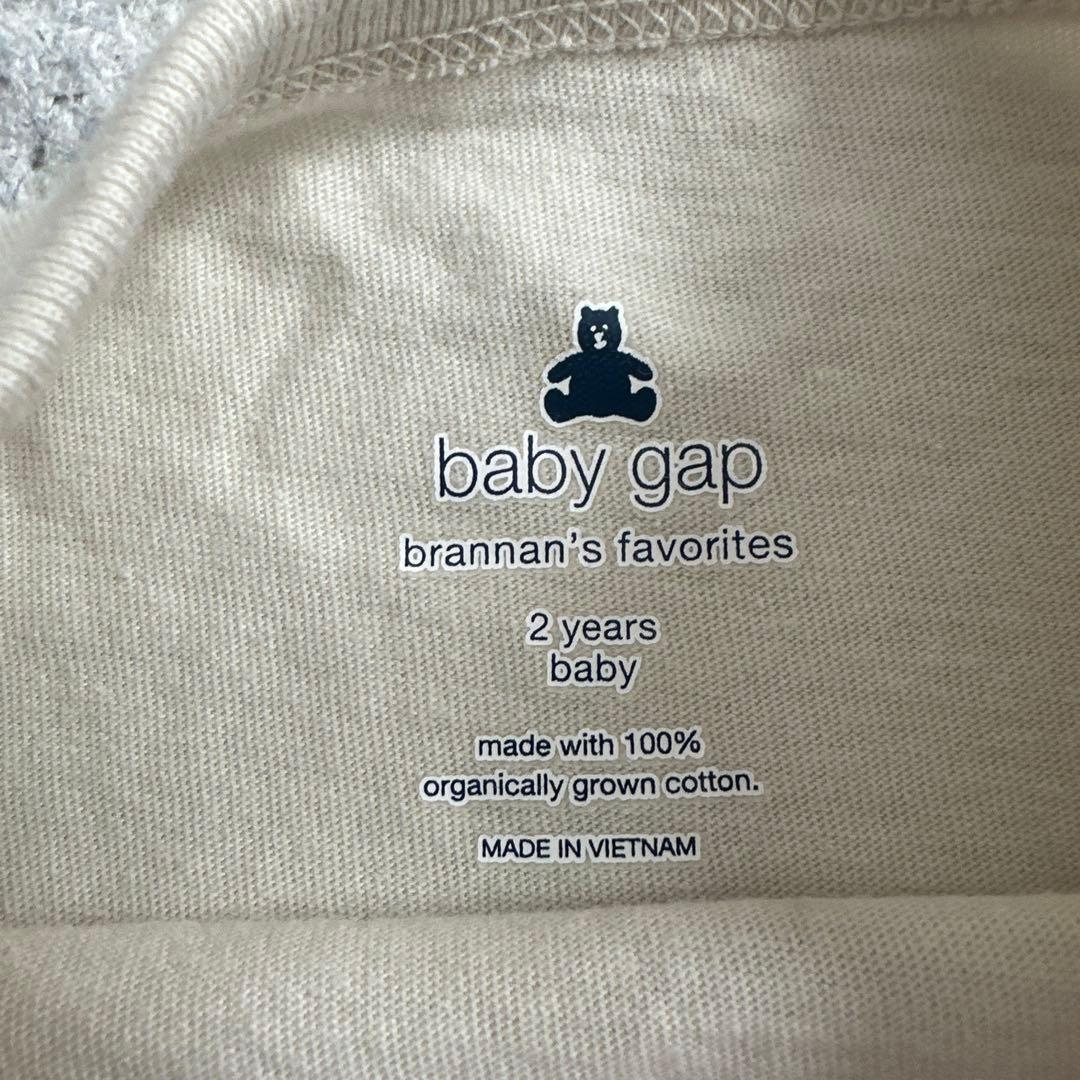 baby gap
brannan's favorites
2 years
baby
made with 100%
organically grown cotton.
MADE IN VIETNAM